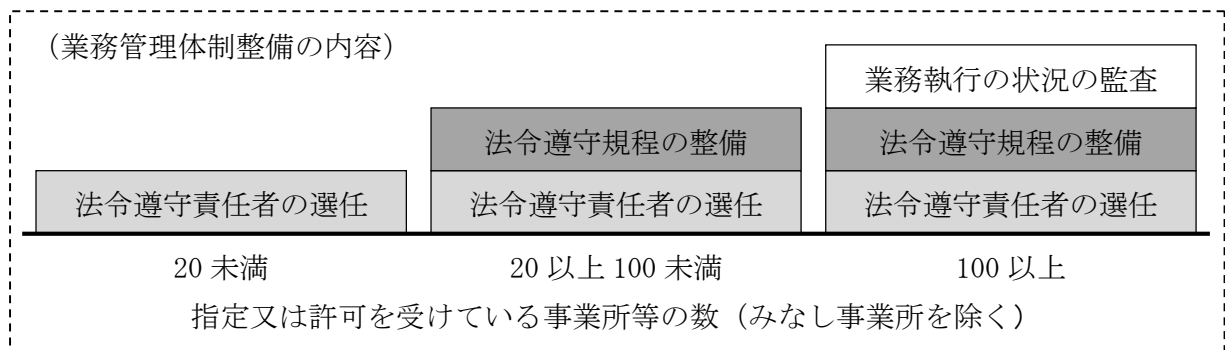 (業務管理体制整備の内容)
業務執行の状況の監査
法令遵守規程の整備 法令遵守規程の整備
法令遵守責任者の選任 法令遵守責任者の選任 法令遵守責任者の選任
20 未満 20 以上 100 未満 100 以上
指定又は許可を受けている事業所等の数(みなし事業所を除く)